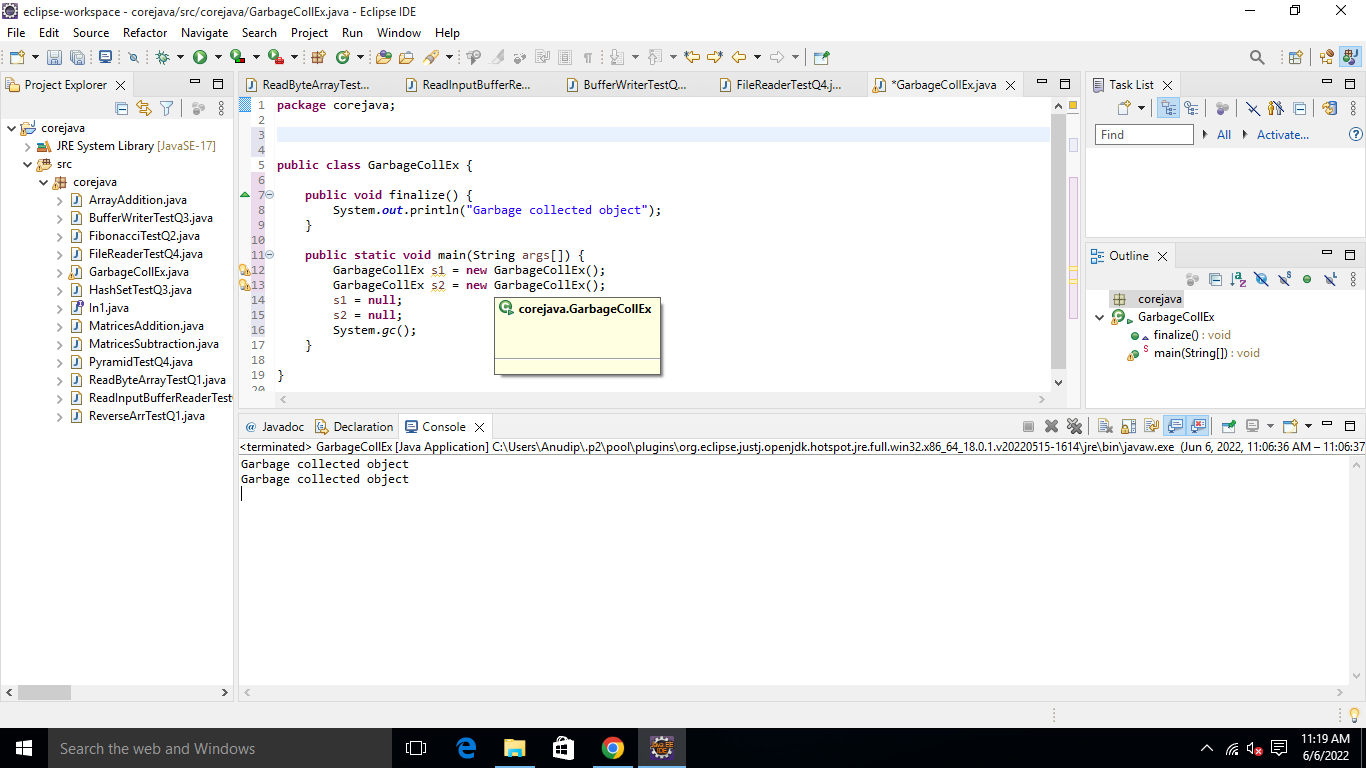 eclipse-workspace - corejava/src/corejava/GarbageCollEx.java - Eclipse IDE
File Edit Source Refactor Navigate Search Project Run Window Help
Project Explorer
corejava
JRE System Library [JavaSE-17]
src
corejava
ArrayAddition.java
BufferWriterTestQ3.java
FibonacciTestQ2.java
FileReaderTestQ4.java
GarbageCollEx.java
HashSetTestQ3.java
In1.java
MatricesAddition.java
MatricesSubtraction.java
PyramidTestQ4.java
ReadByteArrayTestQ1.java
ReadInputBufferReaderTest
ReverseArrTestQ1.java
ReadByteArrayTest... ReadInputBufferRe... BufferWriterTestQ... FileReaderTestQ4.j... *GarbageCollEx.java
1 package corejava;
2
3
4
5 public class GarbageCollEx {
6
7 public void finalize() {
8 System.out.println("Garbage collected object");
9 }
10
11 public static void main(String args[]) {
12 GarbageCollEx s1 = new GarbageCollEx();
13 GarbageCollEx s2 = new GarbageCollEx();
14 s1 = null;
15 s2 = null;
16 System.gc();
17 }
18
19 }
20
corejava.GarbageCollEx
Task List
Find All Activate...
Outline
corejava
GarbageCollEx
finalize() : void
main(String[]) : void
Javadoc Declaration Console
<terminated> GarbageCollEx [Java Application] C:\Users\Anudip\.p2\pool\plugins\org.eclipse.justj.openjdk.hotspot.jre.full.win32.x86_64_18.0.1.v20220515-1614\jre\bin\javaw.exe (Jun 6, 2022, 11:06:36 AM – 11:06:37
Garbage collected object
Garbage collected object
Search the web and Windows
11:19 AM
6/6/2022